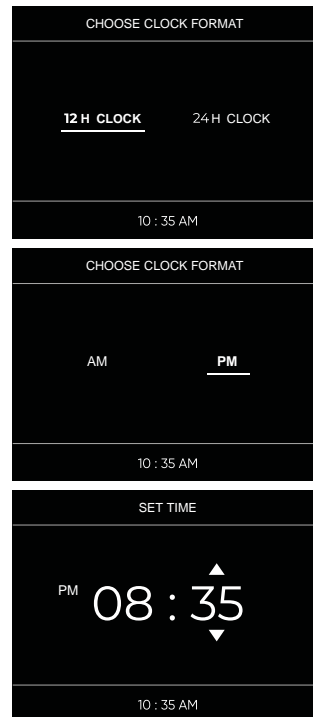 CHOOSE CLOCK FORMAT
12 H CLOCK 24 H CLOCK
10 : 35 AM
CHOOSE CLOCK FORMAT
AM PM
10 : 35 AM
SET TIME
PM 08 : 35
10 : 35 AM